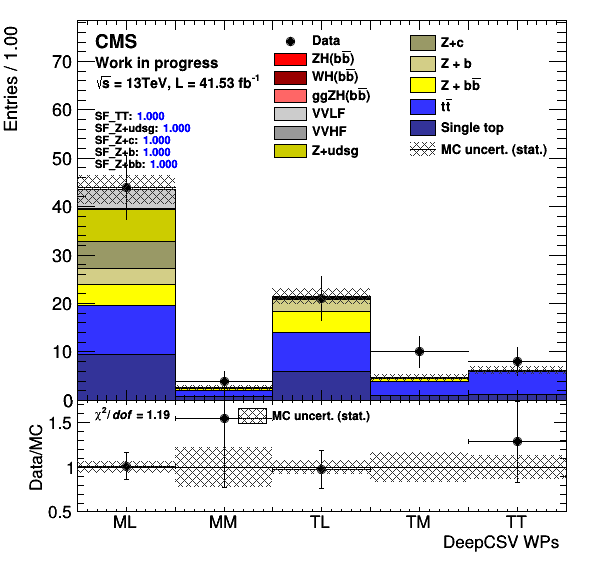 Entries / 1.00
CMS
Work in progress
√s = 13TeV, L = 41.53 fb⁻¹
SF_TT: 1.000
SF_Z+udsg: 1.000
SF_Z+c: 1.000
SF_Z+b: 1.000
SF_Z+bb: 1.000
Data
ZH(bb̅)
WH(bb̅)
ggZH(bb̅)
VVLF
VVHF
Z+udsg
Z+c
Z + b
Z + bb̅
tt̅
Single top
MC uncert. (stat.)
70
60
50
40
30
20
10
0
χ²/dof = 1.19
MC uncert. (stat.)
Data/MC
1.5
1
0.5
ML MM TL TM TT
DeepCSV WPs